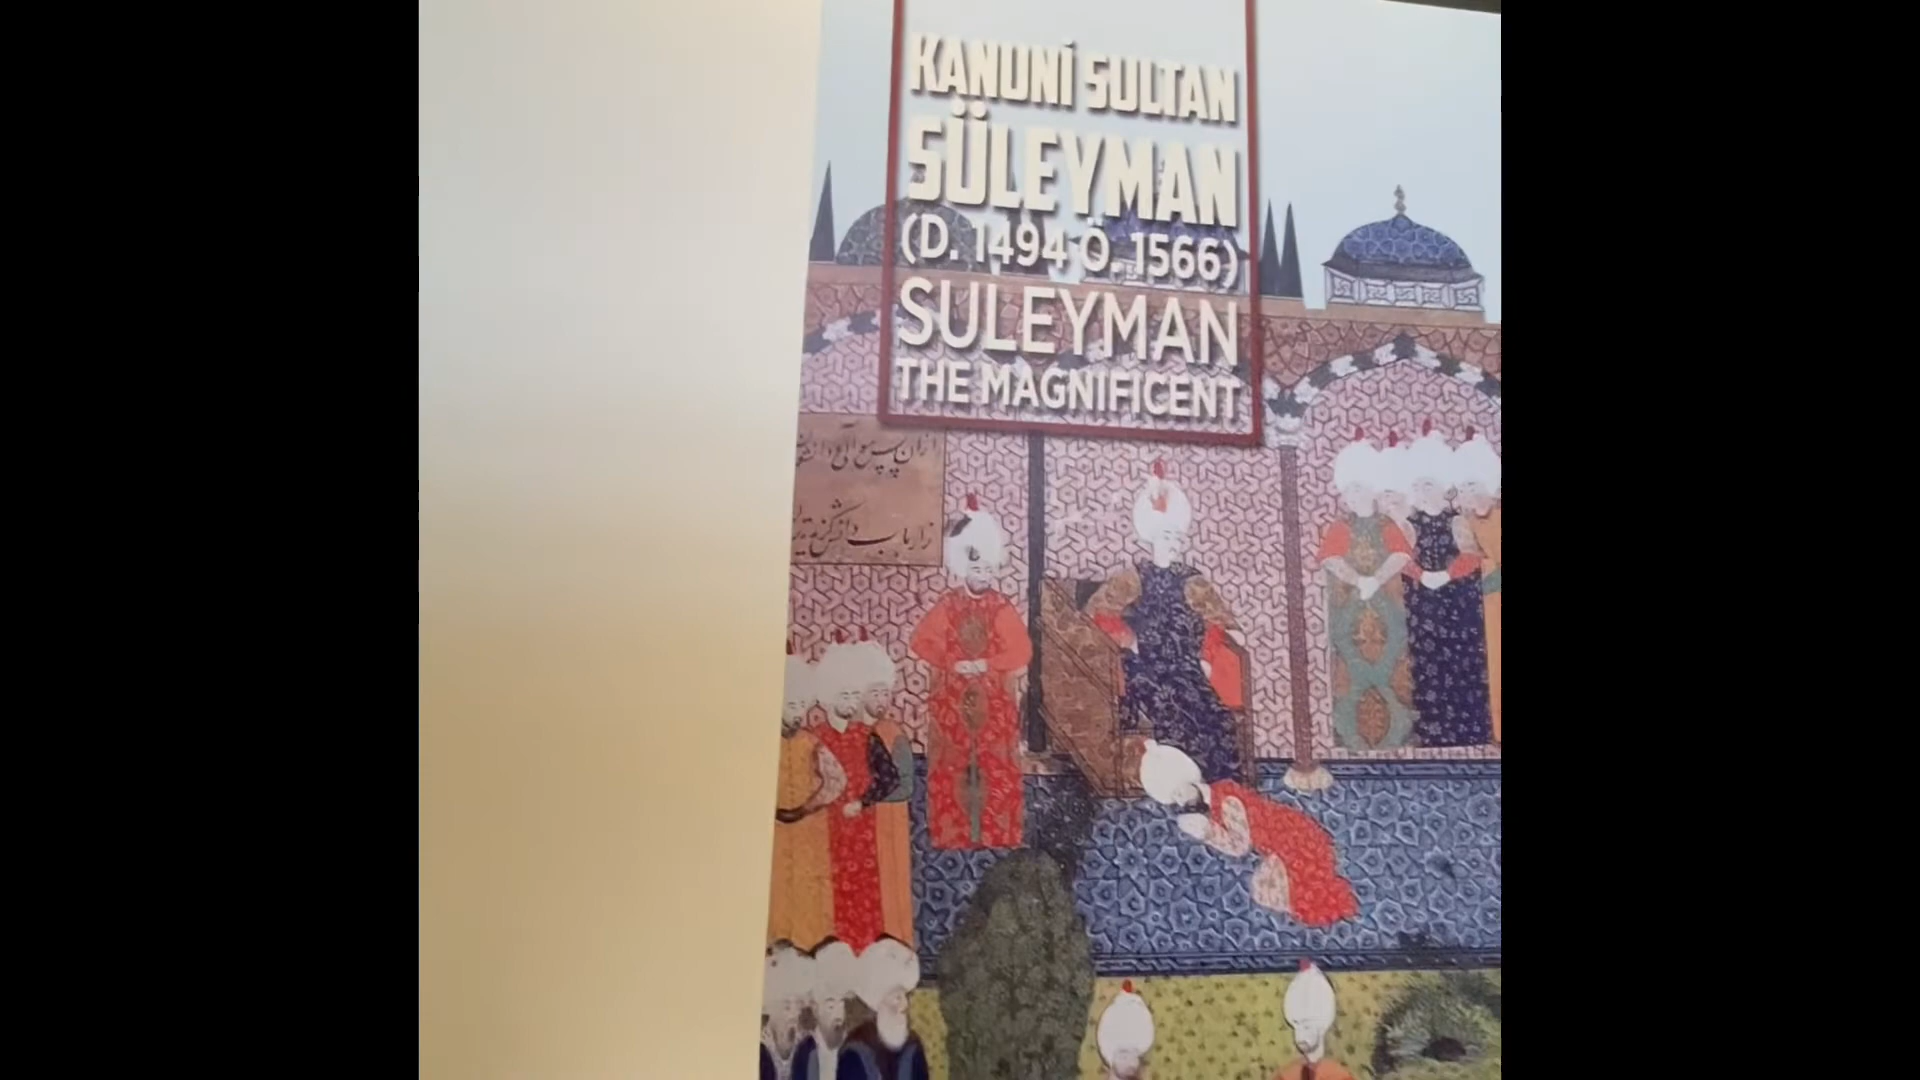 KANUNİ SULTAN
SÜLEYMAN
(D. 1494 Ö. 1566)
SULEYMAN
THE MAGNIFICENT